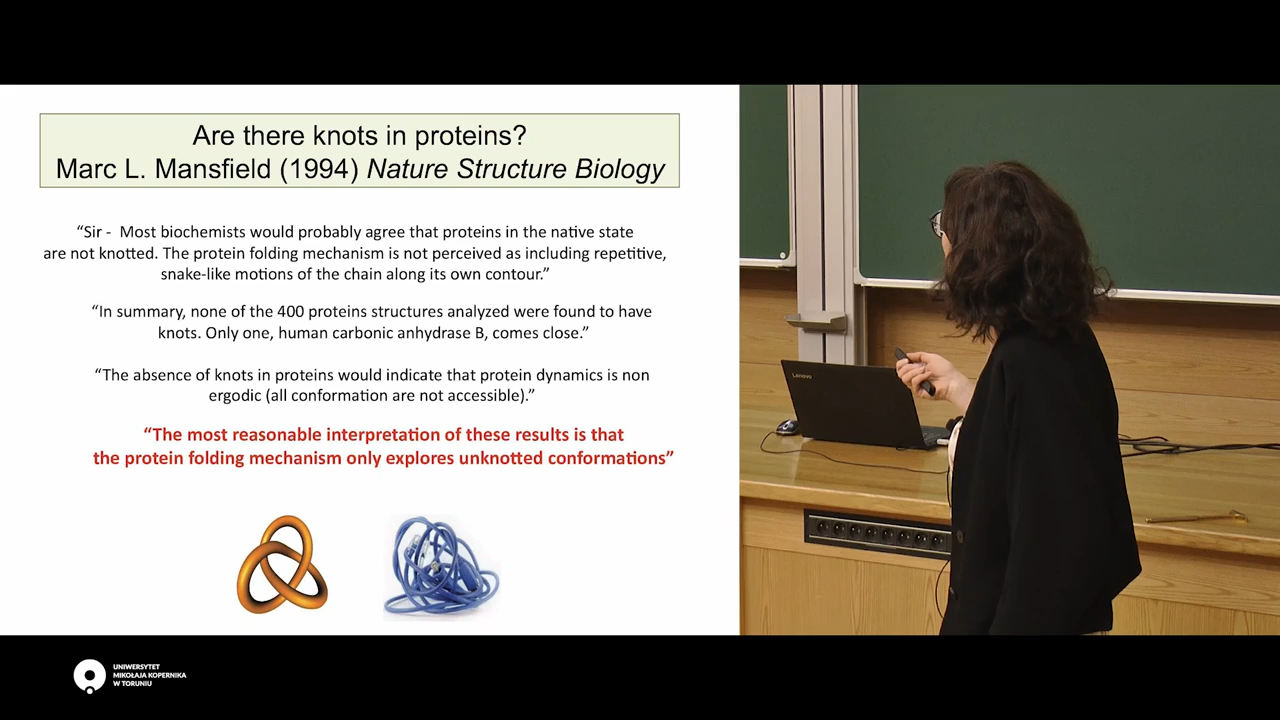 Are there knots in proteins?
Marc L. Mansfield (1994) Nature Structure Biology
“Sir - Most biochemists would probably agree that proteins in the native state
are not knotted. The protein folding mechanism is not perceived as including repetitive,
snake-like motions of the chain along its own contour.”
“In summary, none of the 400 proteins structures analyzed were found to have
knots. Only one, human carbonic anhydrase B, comes close.”
“The absence of knots in proteins would indicate that protein dynamics is non
ergodic (all conformation are not accessible).”
“The most reasonable interpretation of these results is that
the protein folding mechanism only explores unknotted conformations”
Lenovo
UNIWERSYTET
MIKOŁAJA KOPERNIKA
W TORUNIU